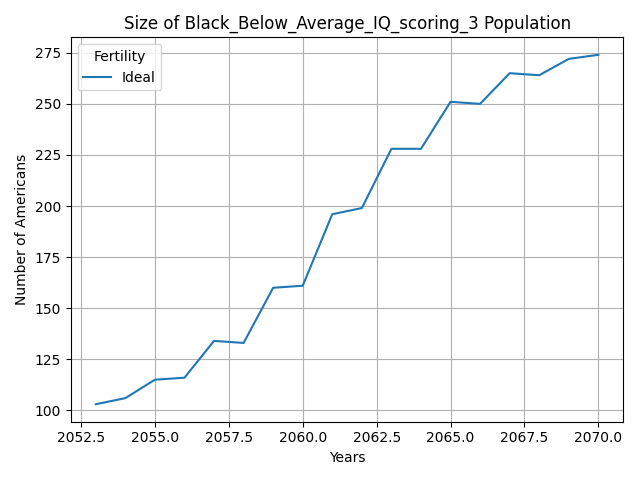 Size of Black_Below_Average_IQ_scoring_3 Population
Fertility
Ideal
Number of Americans
275
250
225
200
175
150
125
100
2052.5 2055.0 2057.5 2060.0 2062.5 2065.0 2067.5 2070.0
Years